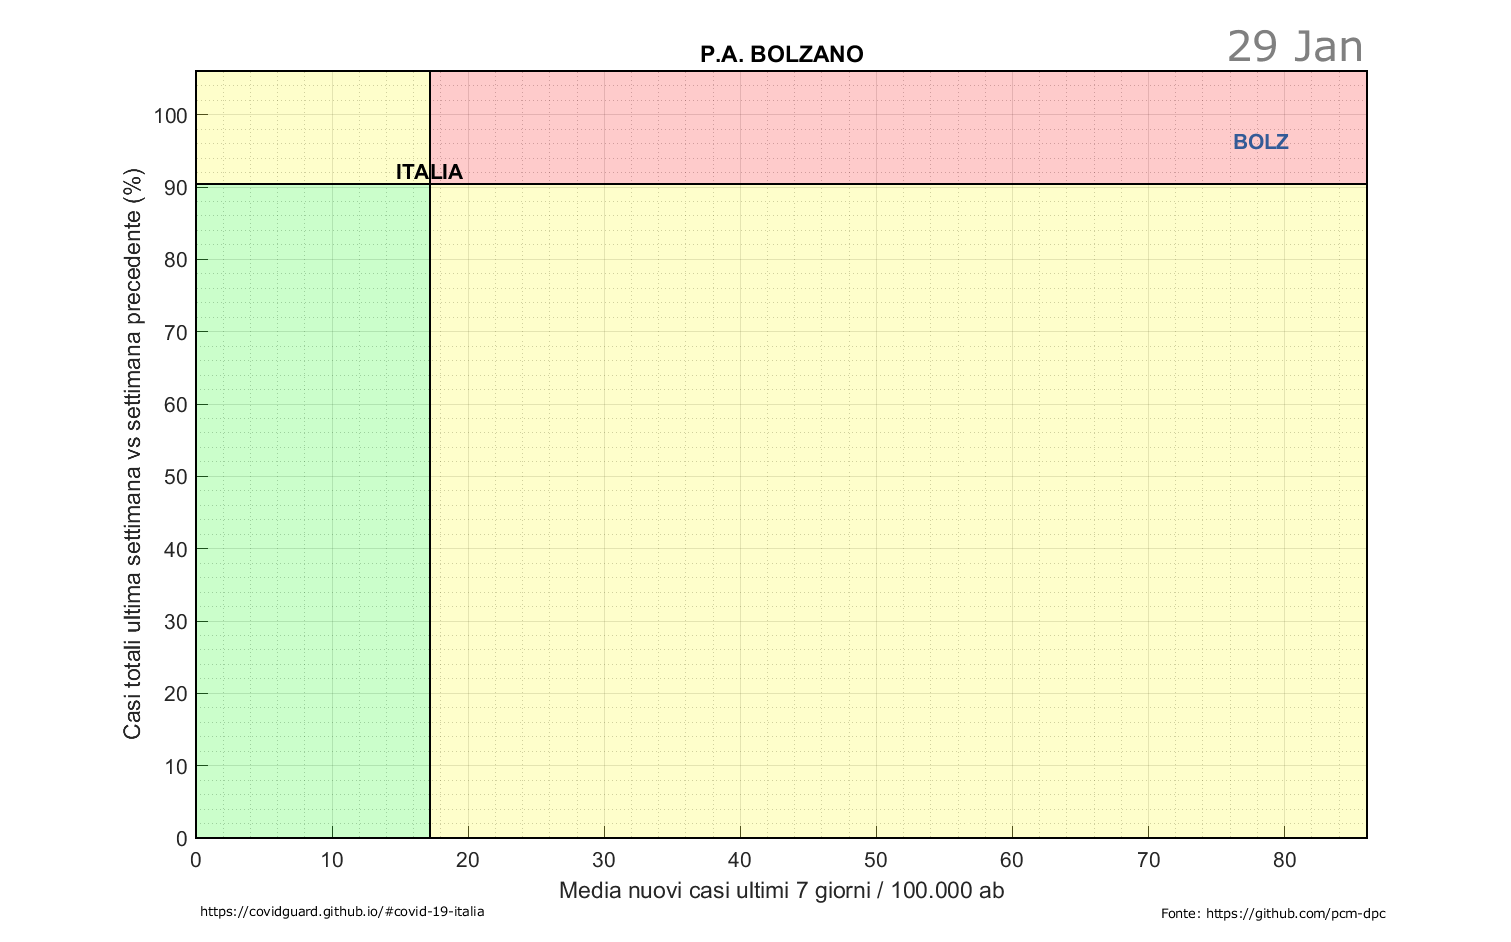 29 Jan
P.A. BOLZANO
100
90
80
70
60
50
40
30
20
10
0
Casi totali ultima settimana vs settimana precedente (%)
BOLZ
ITALIA
0 10 20 30 40 50 60 70 80
Media nuovi casi ultimi 7 giorni / 100.000 ab
https://covidguard.github.io/#covid-19-italia
Fonte: https://github.com/pcm-dpc